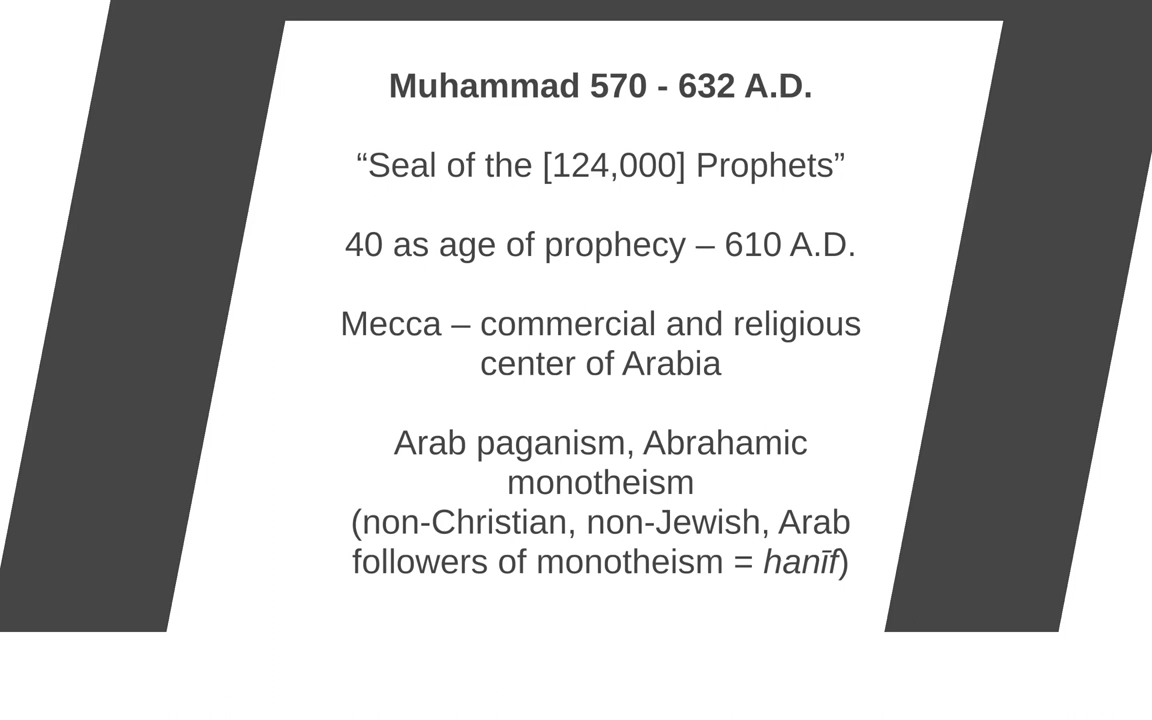 Muhammad 570 - 632 A.D.
“Seal of the [124,000] Prophets”
40 as age of prophecy – 610 A.D.
Mecca – commercial and religious
center of Arabia
Arab paganism, Abrahamic
monotheism
(non-Christian, non-Jewish, Arab
followers of monotheism = hanīf)